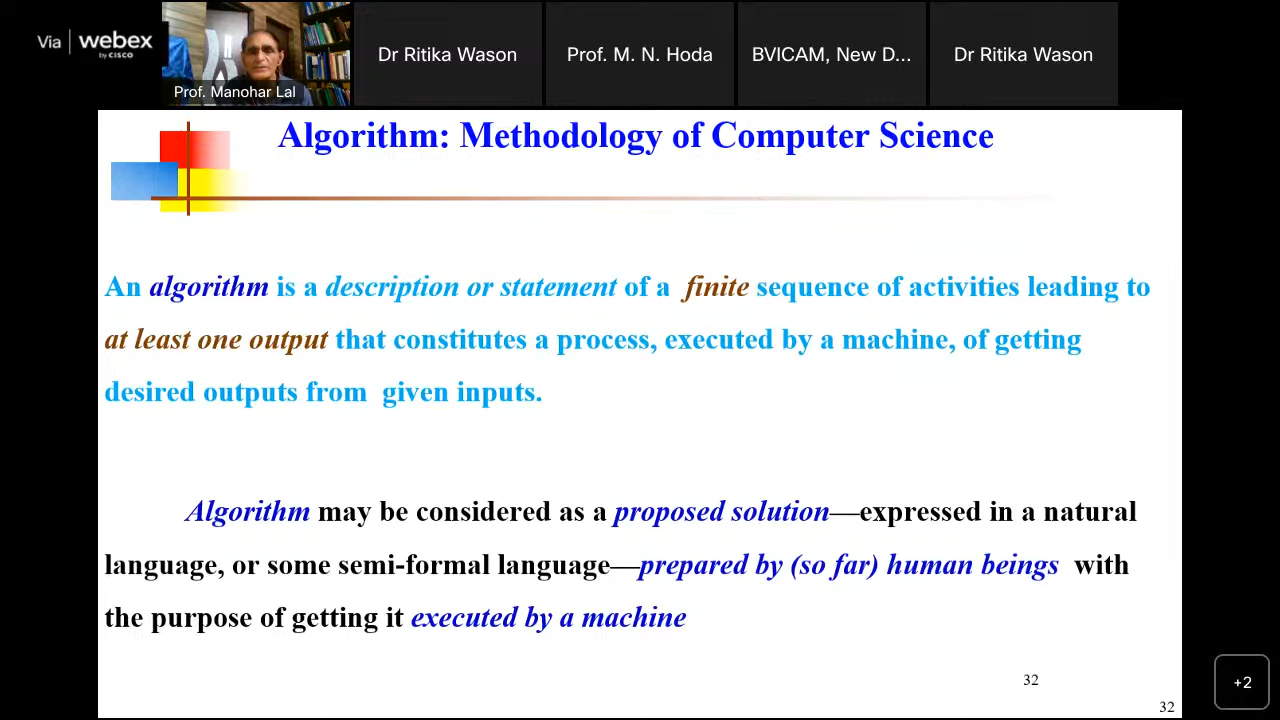 Via | webex
by CISCO
Prof. Manohar Lal
Dr Ritika Wason
Prof. M. N. Hoda
BVICAM, New D...
Dr Ritika Wason
Algorithm: Methodology of Computer Science
An algorithm is a description or statement of a finite sequence of activities leading to
at least one output that constitutes a process, executed by a machine, of getting
desired outputs from given inputs.
Algorithm may be considered as a proposed solution—expressed in a natural
language, or some semi-formal language—prepared by (so far) human beings with
the purpose of getting it executed by a machine
32
32
+2